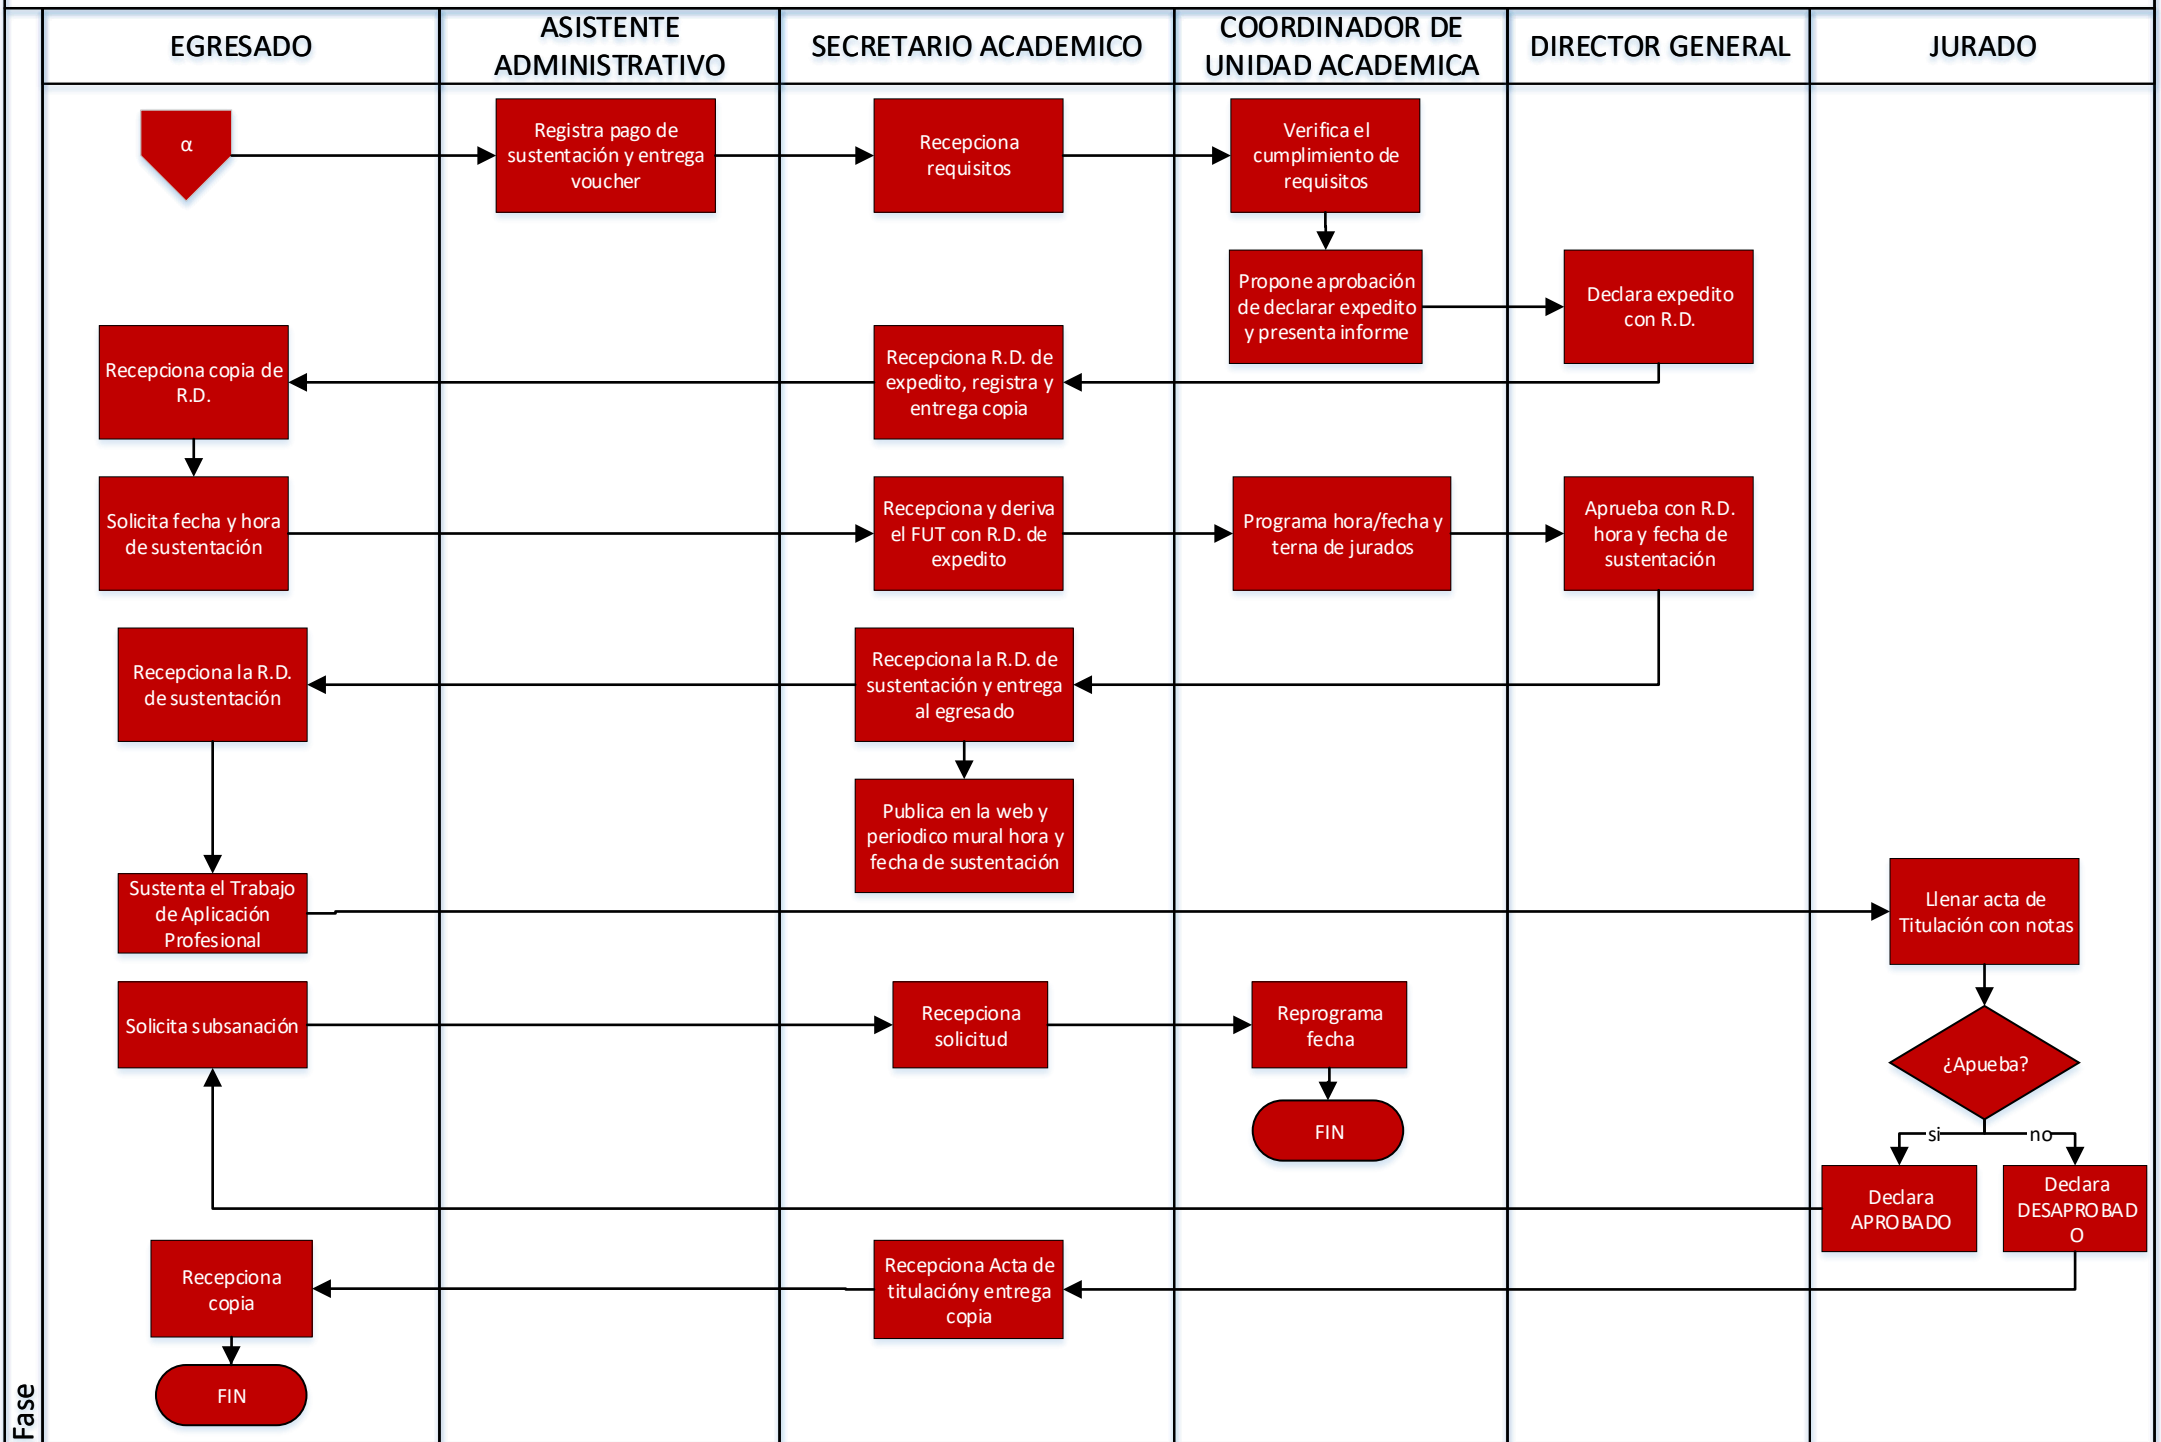 EGRESADO
ASISTENTE
ADMINISTRATIVO
SECRETARIO ACADEMICO
COORDINADOR DE
UNIDAD ACADEMICA
DIRECTOR GENERAL
JURADO
α
Registra pago de
sustentación y entrega
voucher
Recepciona
requisitos
Verifica el
cumplimiento de
requisitos
Propone aprobación
de declarar expedito
y presenta informe
Declara expedito
con R.D.
Recepciona copia de
R.D.
Recepciona R.D. de
expedito, registra y
entrega copia
Solicita fecha y hora
de sustentación
Recepciona y deriva
el FUT con R.D. de
expedito
Programa hora/fecha y
terna de jurados
Aprueba con R.D.
hora y fecha de
sustentación
Recepciona la R.D.
de sustentación
Recepciona la R.D. de
sustentación y entrega
al egresado
Publica en la web y
periodico mural hora y
fecha de sustentación
Sustenta el Trabajo
de Aplicación
Profesional
Llenar acta de
Titulación con notas
Solicita subsanación
Recepciona
solicitud
Reprograma
fecha
¿Apueba?
FIN
si
no
Declara
APROBADO
Declara
DESAPROBAD
O
Recepciona
copia
Recepciona Acta de
titulacióny entrega
copia
FIN
Fase